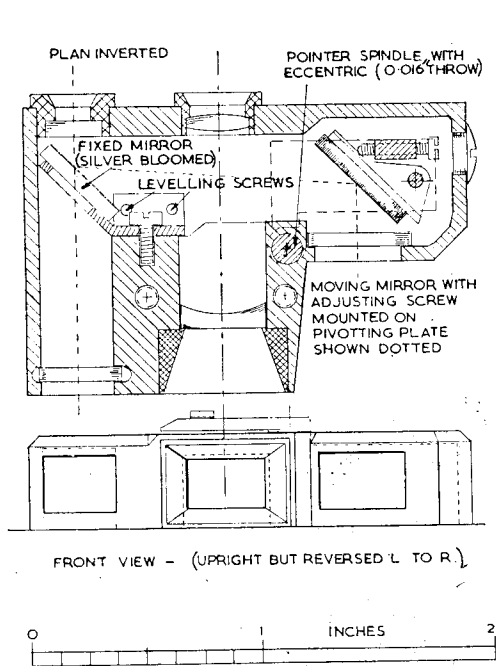 PLAN INVERTED
POINTER SPINDLE WITH
ECCENTRIC (0·016" THROW)
FIXED MIRROR
(SILVER BLOOMED)
LEVELLING SCREWS
MOVING MIRROR WITH
ADJUSTING SCREW
MOUNTED ON
PIVOTTING PLATE
SHOWN DOTTED
FRONT VIEW – (UPRIGHT BUT REVERSED L TO R.)
0 1 INCHES 2